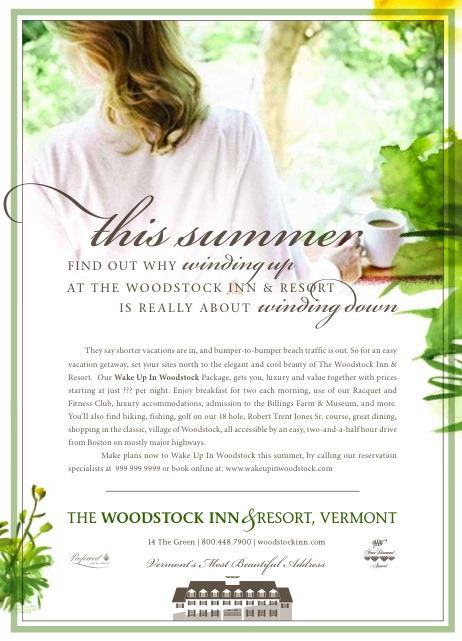 this summer
FIND OUT WHY winding up
AT THE WOODSTOCK INN & RESORT
IS REALLY ABOUT winding down
They say shorter vacations are in, and bumper-to-bumper beach traffic is out. So for an easy
vacation getaway, set your sites north to the elegant and cool beauty of The Woodstock Inn &
Resort. Our Wake Up In Woodstock Package, gets you, luxury and value together with prices
starting at just ??? per night. Enjoy breakfast for two each morning, use of our Racquet and
Fitness Club, luxury accommodations, admission to the Billings Farm & Museum, and more.
You'll also find hiking, fishing, golf on our 18 hole, Robert Trent Jones Sr. course, great dining,
shopping in the classic, village of Woodstock, all accessible by an easy, two-and-a-half hour drive
from Boston on mostly major highways.
Make plans now to Wake Up In Woodstock this summer, by calling our reservation
specialists at 999 999 9999 or book online at: www.wakeupinwoodstock.com
THE WOODSTOCK INN & RESORT, VERMONT
14 The Green | 800.448.7900 | woodstockinn.com
Preferred
Vermont's Most Beautiful Address
Four Diamond
Award